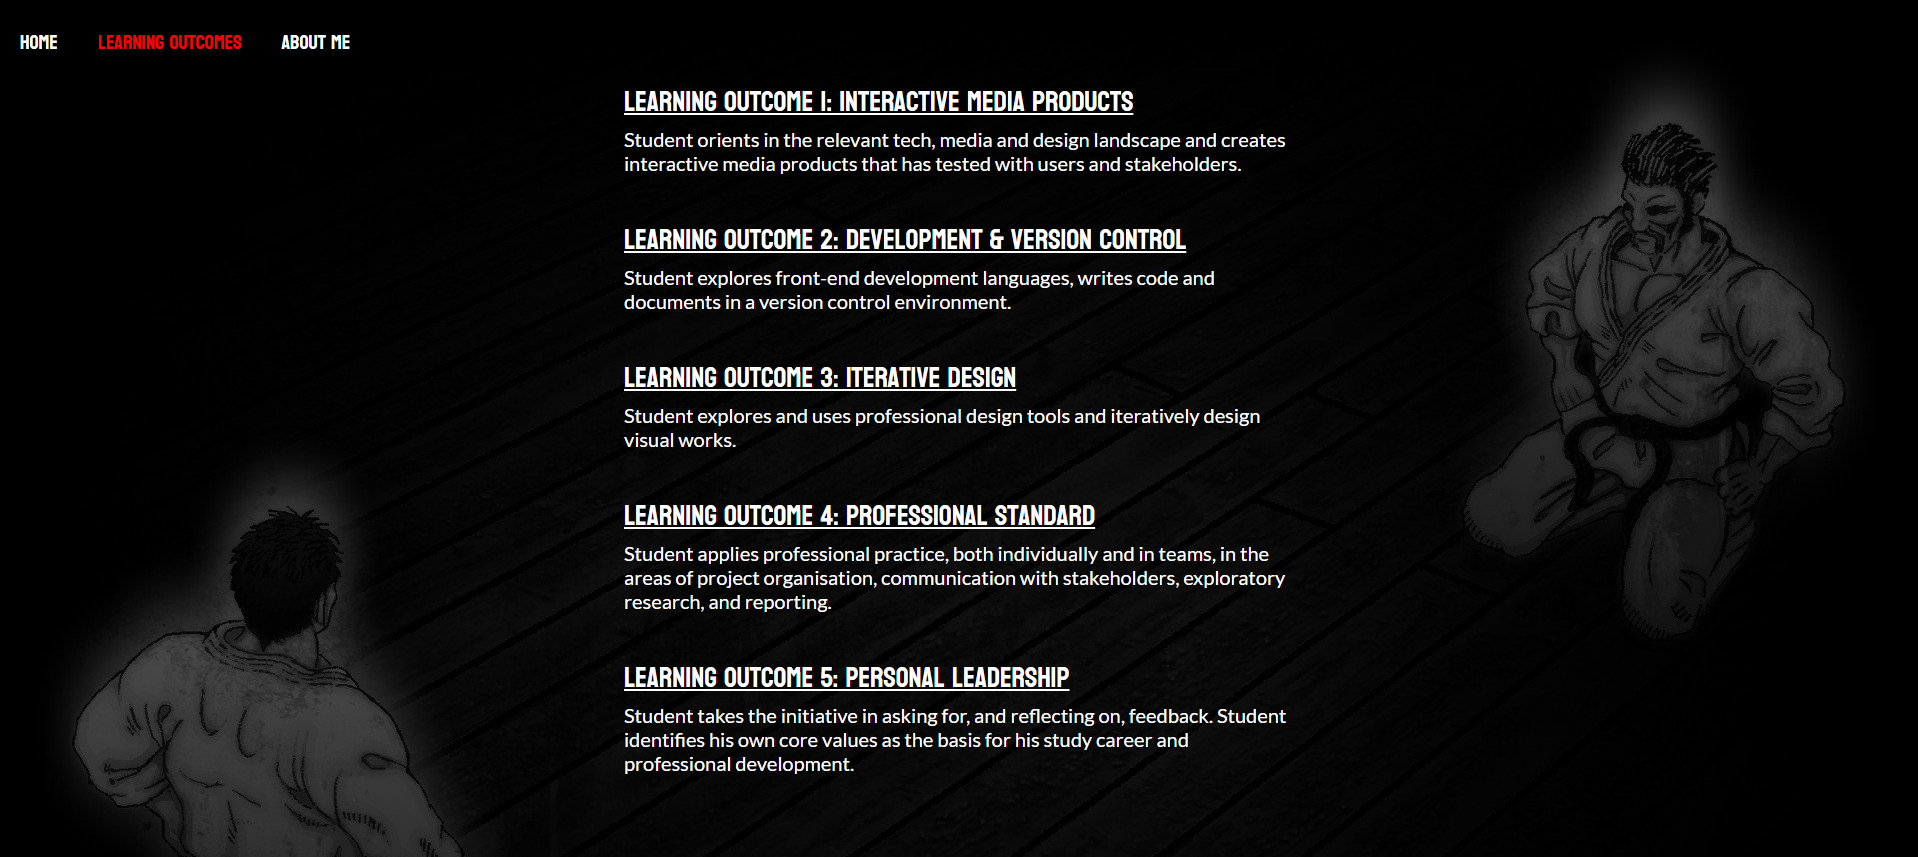 HOME LEARNING OUTCOMES ABOUT ME
LEARNING OUTCOME 1: INTERACTIVE MEDIA PRODUCTS
Student orients in the relevant tech, media and design landscape and creates
interactive media products that has tested with users and stakeholders.
LEARNING OUTCOME 2: DEVELOPMENT & VERSION CONTROL
Student explores front-end development languages, writes code and
documents in a version control environment.
LEARNING OUTCOME 3: ITERATIVE DESIGN
Student explores and uses professional design tools and iteratively design
visual works.
LEARNING OUTCOME 4: PROFESSIONAL STANDARD
Student applies professional practice, both individually and in teams, in the
areas of project organisation, communication with stakeholders, exploratory
research, and reporting.
LEARNING OUTCOME 5: PERSONAL LEADERSHIP
Student takes the initiative in asking for, and reflecting on, feedback. Student
identifies his own core values as the basis for his study career and
professional development.